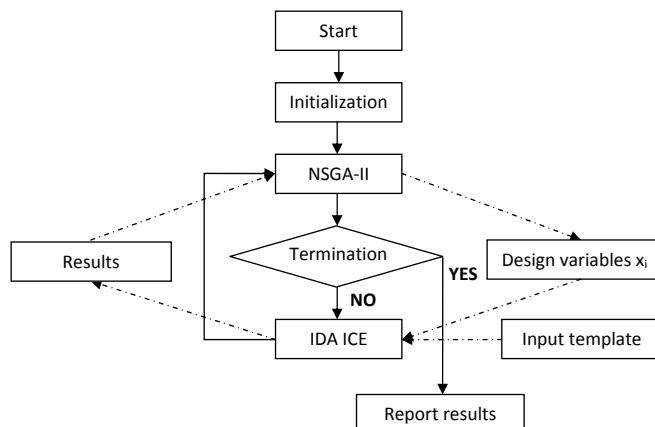 Start
Initialization
NSGA-II
Termination
Results
Design variables xᵢ
YES
NO
IDA ICE
Input template
Report results